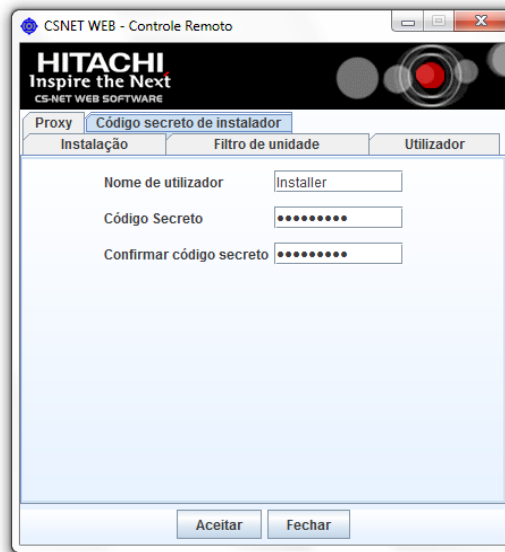 CSNET WEB - Controle Remoto
HITACHI
Inspire the Next
CS-NET WEB SOFTWARE
Proxy Código secreto de instalador
Instalação Filtro de unidade Utilizador
Nome de utilizador Installer
Código Secreto •••••••••
Confirmar código secreto •••••••••
Aceitar Fechar